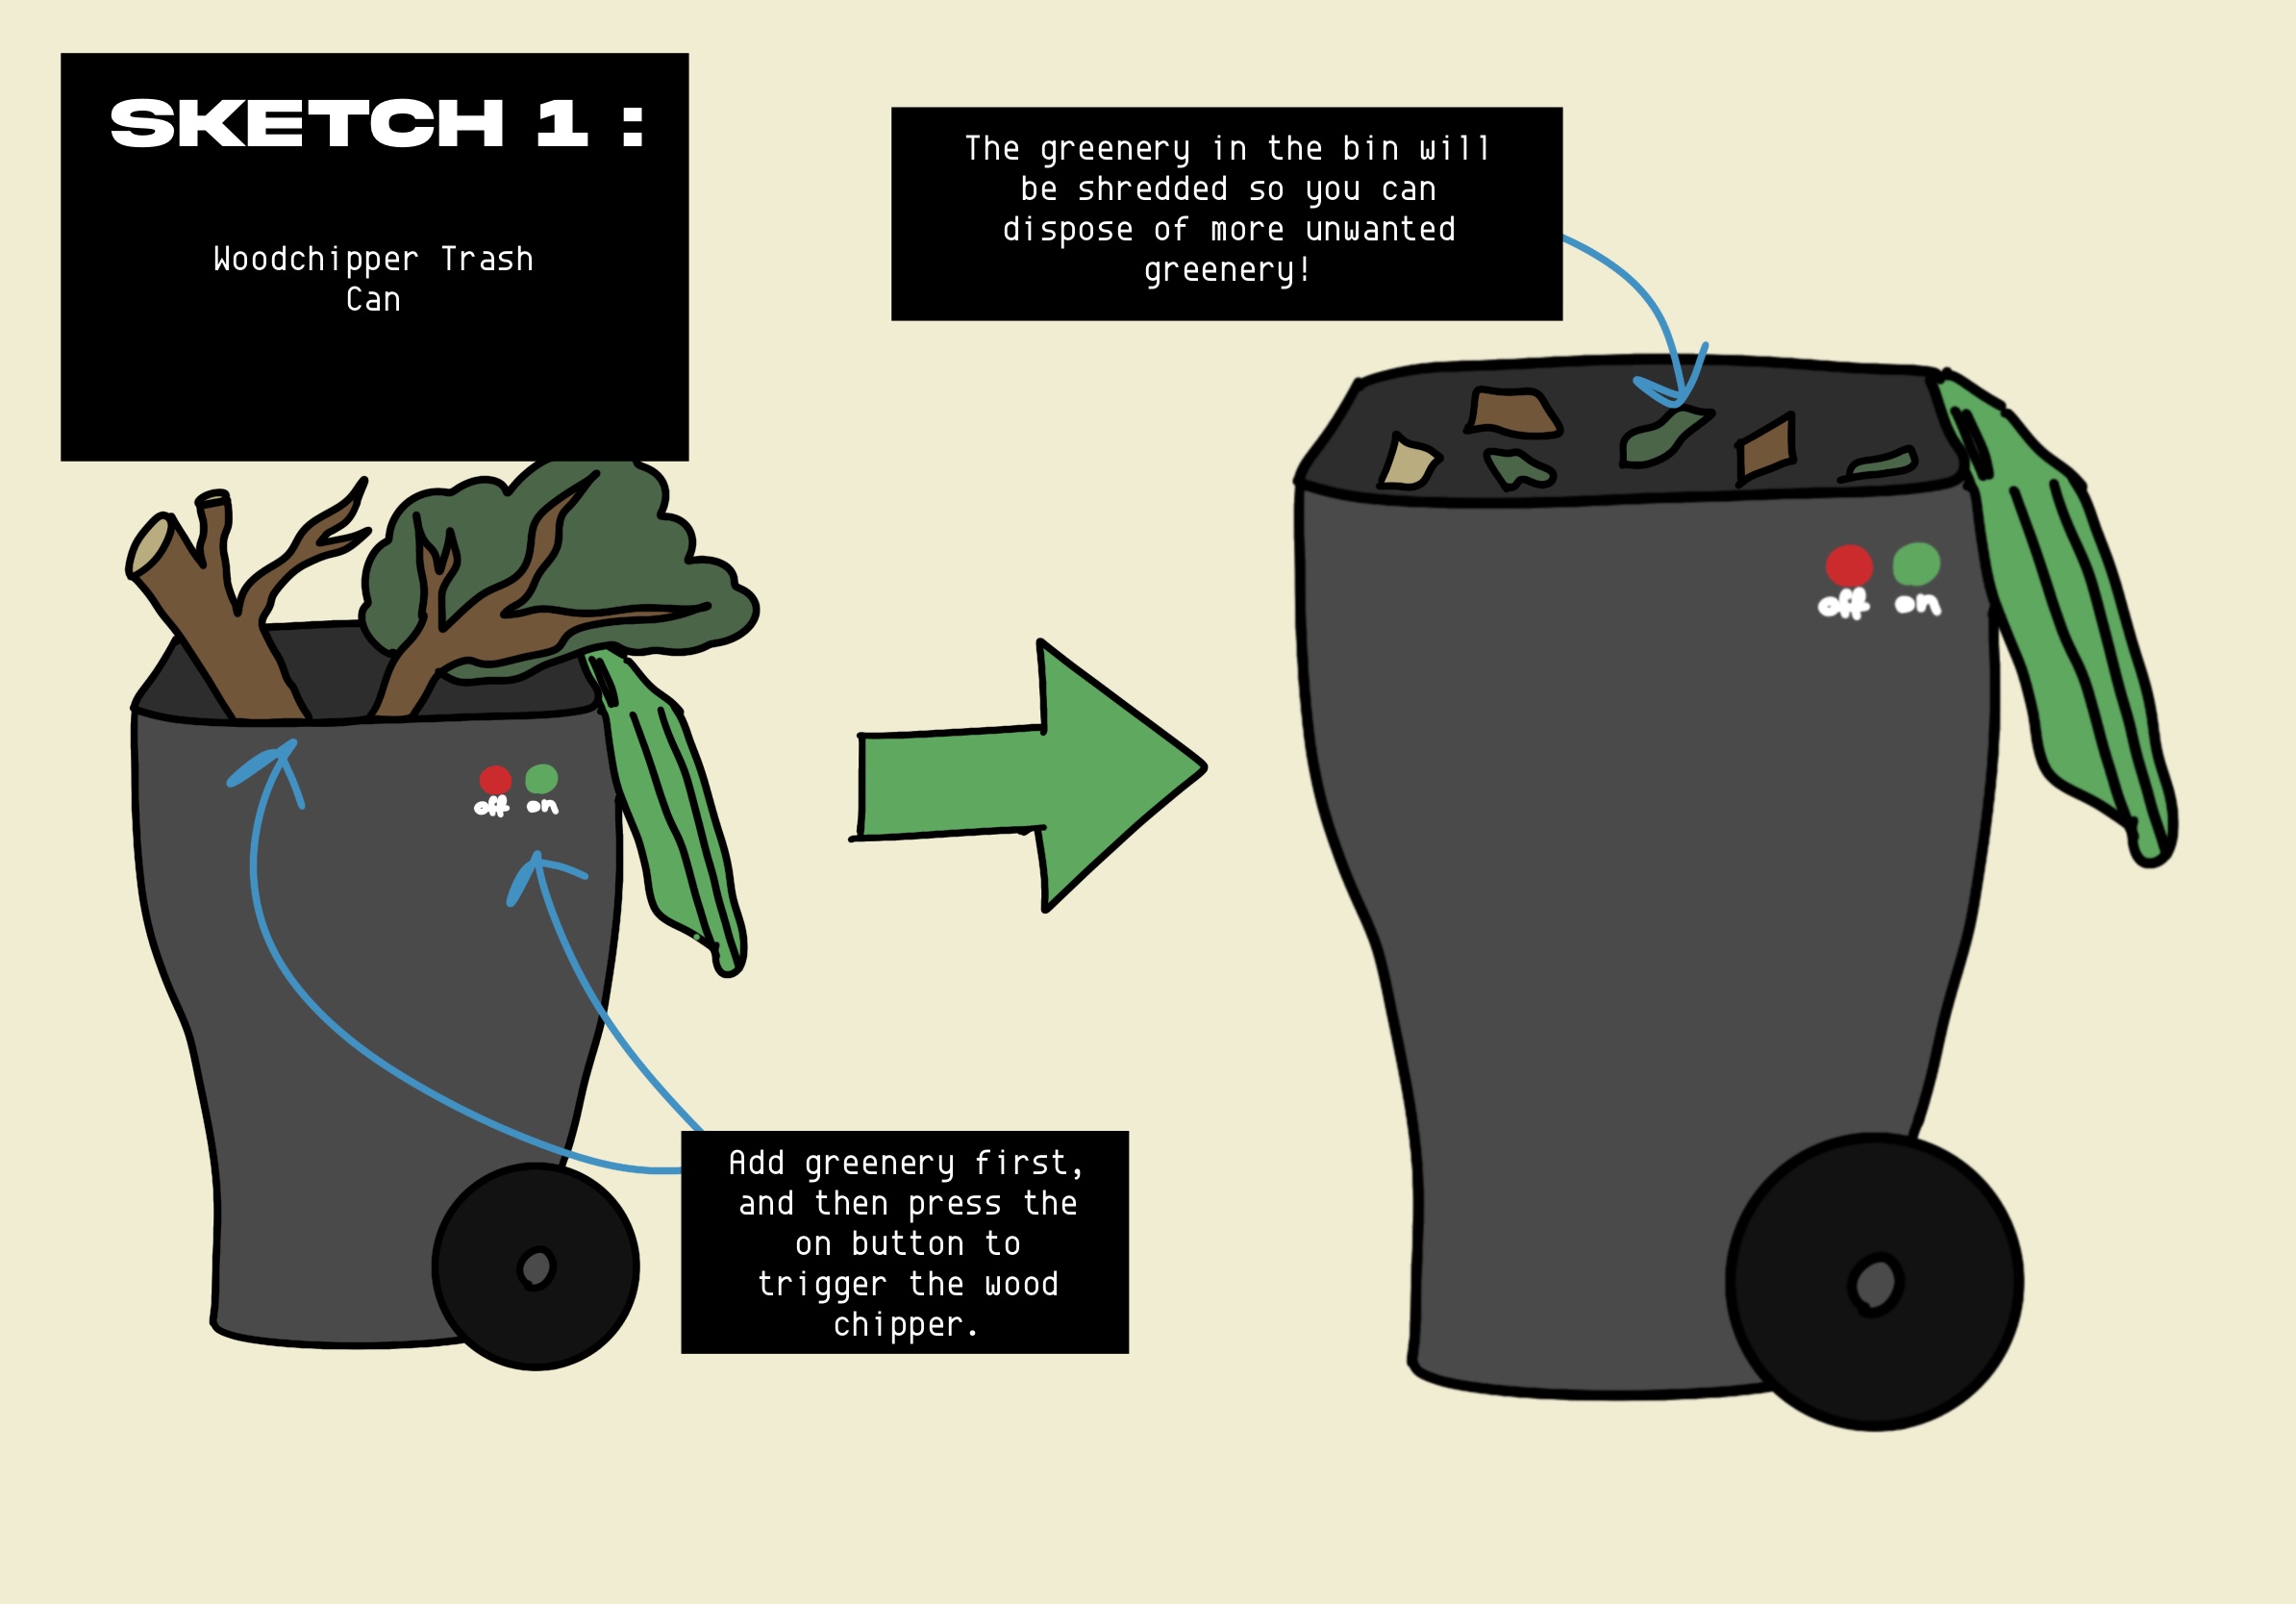 SKETCH 1 :
Woodchipper Trash
Can
The greenery in the bin will
be shredded so you can
dispose of more unwanted
greenery!
off on
off on
Add greenery first,
and then press the
on button to
trigger the wood
chipper.